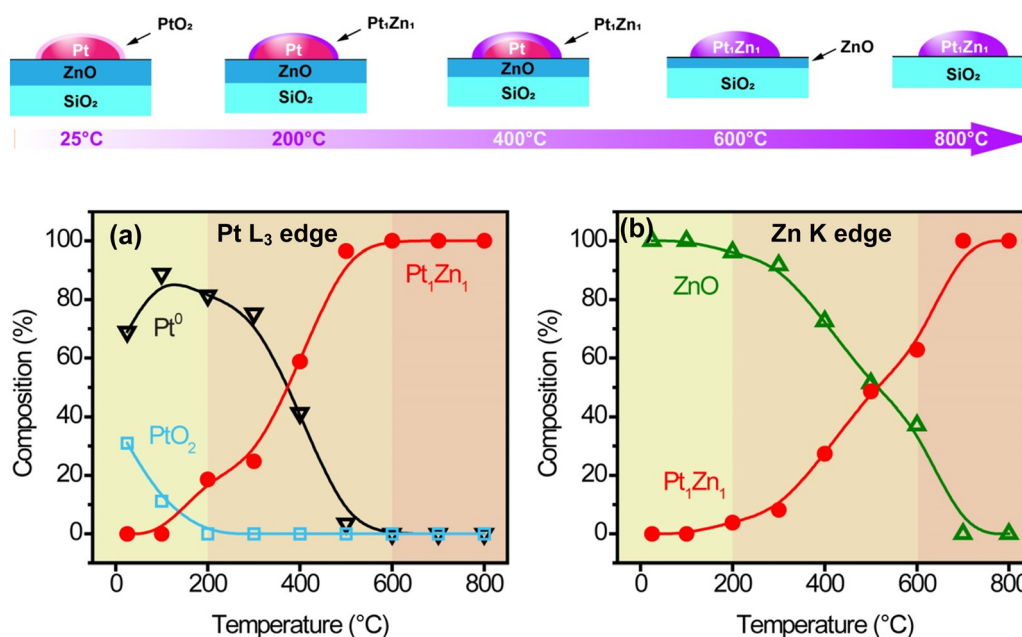 PtO₂
Pt₁Zn₁
Pt₁Zn₁
ZnO
Pt
Pt
Pt
Pt₁Zn₁
Pt₁Zn₁
ZnO
ZnO
ZnO
SiO₂
SiO₂
SiO₂
SiO₂
SiO₂
25°C
200°C
400°C
600°C
800°C
(a)
Pt L₃ edge
100
80
60
40
20
0
Composition (%)
Pt⁰
PtO₂
Pt₁Zn₁
0
200
400
600
800
Temperature (°C)
(b)
Zn K edge
100
80
60
40
20
0
Composition (%)
ZnO
Pt₁Zn₁
0
200
400
600
800
Temperature (°C)